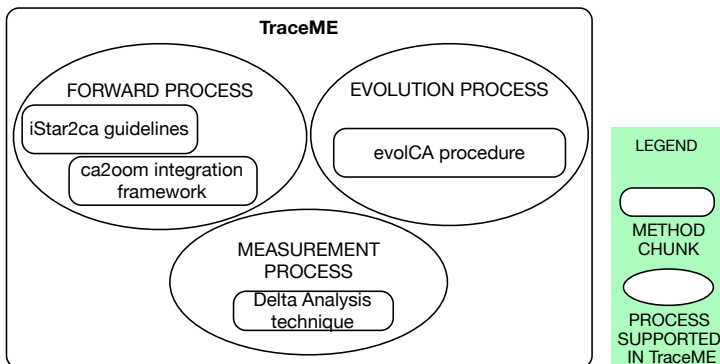 TraceME
FORWARD PROCESS
iStar2ca guidelines
ca2oom integration
framework
EVOLUTION PROCESS
evolCA procedure
MEASUREMENT
PROCESS
Delta Analysis
technique
LEGEND
METHOD
CHUNK
PROCESS
SUPPORTED
IN TraceME